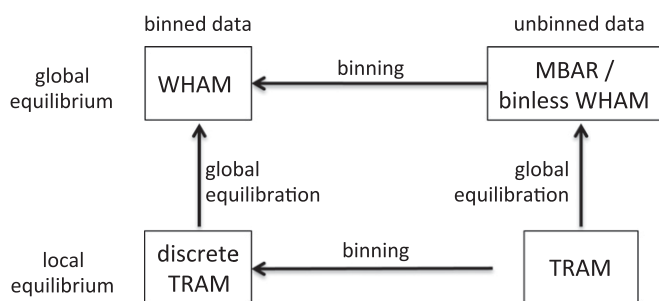 binned data
unbinned data
global
equilibrium
WHAM
binning
MBAR /
binless WHAM
global
equilibration
global
equilibration
local
equilibrium
discrete
TRAM
binning
TRAM